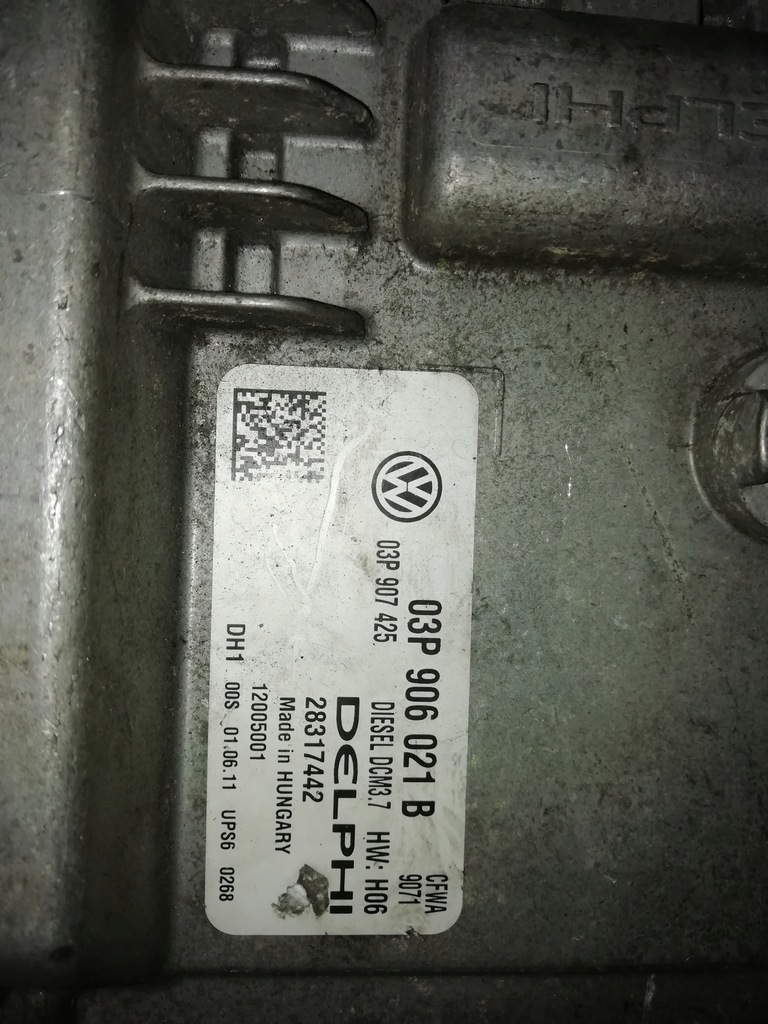 DELPHI
03P 906 021 B
CFWA
9071
03P 907 425.
DIESEL DCM3.7 HW: H06
DELPHI
28317442
Made in HUNGARY
12005001
DH1 00S 01.06.11 UPS6 0268